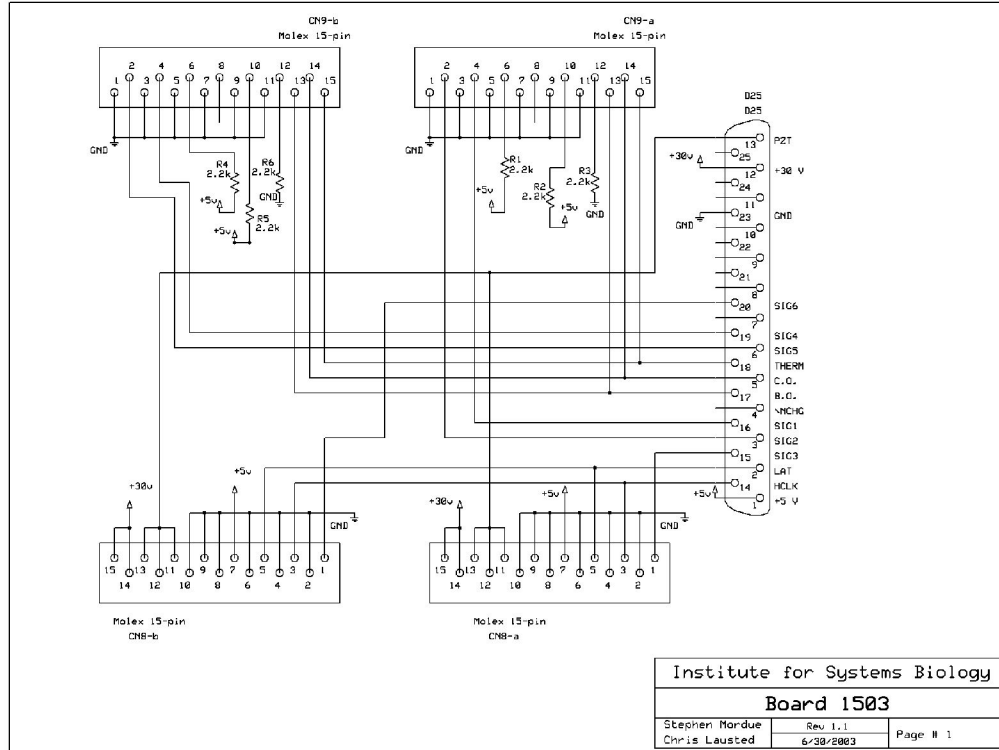 CN9-b
Molex 15-pin
2 4 6 8 10 12 14
1 3 5 7 9 11 13 15
GND
R4
2.2k
R6
2.2k
GND
+5v
R5
2.2k
+5v
CN9-a
Molex 15-pin
2 4 6 8 10 12 14
1 3 5 7 9 11 13 15
GND
R1
2.2k
R2
2.2k
R3
2.2k
GND
+5v
+5v
D25
D25
13 PZT
25
+30v
12 +30 V
24
11
23 GND
GND
10
22
9
21
8
20 SIG6
7
19 SIG4
6 SIG5
18 THERM
5 C.O.
17 B.O.
4 \NCHG
16 SIG1
3 SIG2
15 SIG3
2 LAT
14 HCLK
+5v
1 +5 V
+30v
+5v
GND
15 13 11 9 7 5 3 1
14 12 10 8 6 4 2
Molex 15-pin
CN8-b
+30v
+5v
GND
15 13 11 9 7 5 3 1
14 12 10 8 6 4 2
Molex 15-pin
CN8-a
Institute for Systems Biology
Board 1503
Stephen Mordue
Chris Lausted
Rev 1.1
6/30/2003
Page # 1